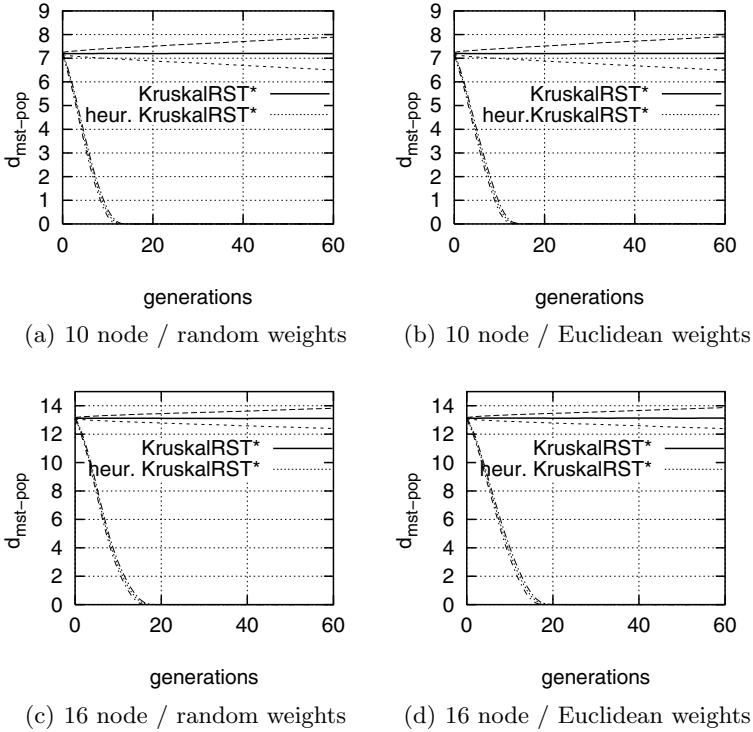 9
8
7
6
5
4
3
2
1
0
d_mst−pop
KruskalRST*
heur. KruskalRST*
0 20 40 60
generations
(a) 10 node / random weights
9
8
7
6
5
4
3
2
1
0
d_mst−pop
KruskalRST*
heur.KruskalRST*
0 20 40 60
generations
(b) 10 node / Euclidean weights
14
12
10
8
6
4
2
0
d_mst−pop
KruskalRST*
heur. KruskalRST*
0 20 40 60
generations
(c) 16 node / random weights
14
12
10
8
6
4
2
0
d_mst−pop
KruskalRST*
heur. KruskalRST*
0 20 40 60
generations
(d) 16 node / Euclidean weights